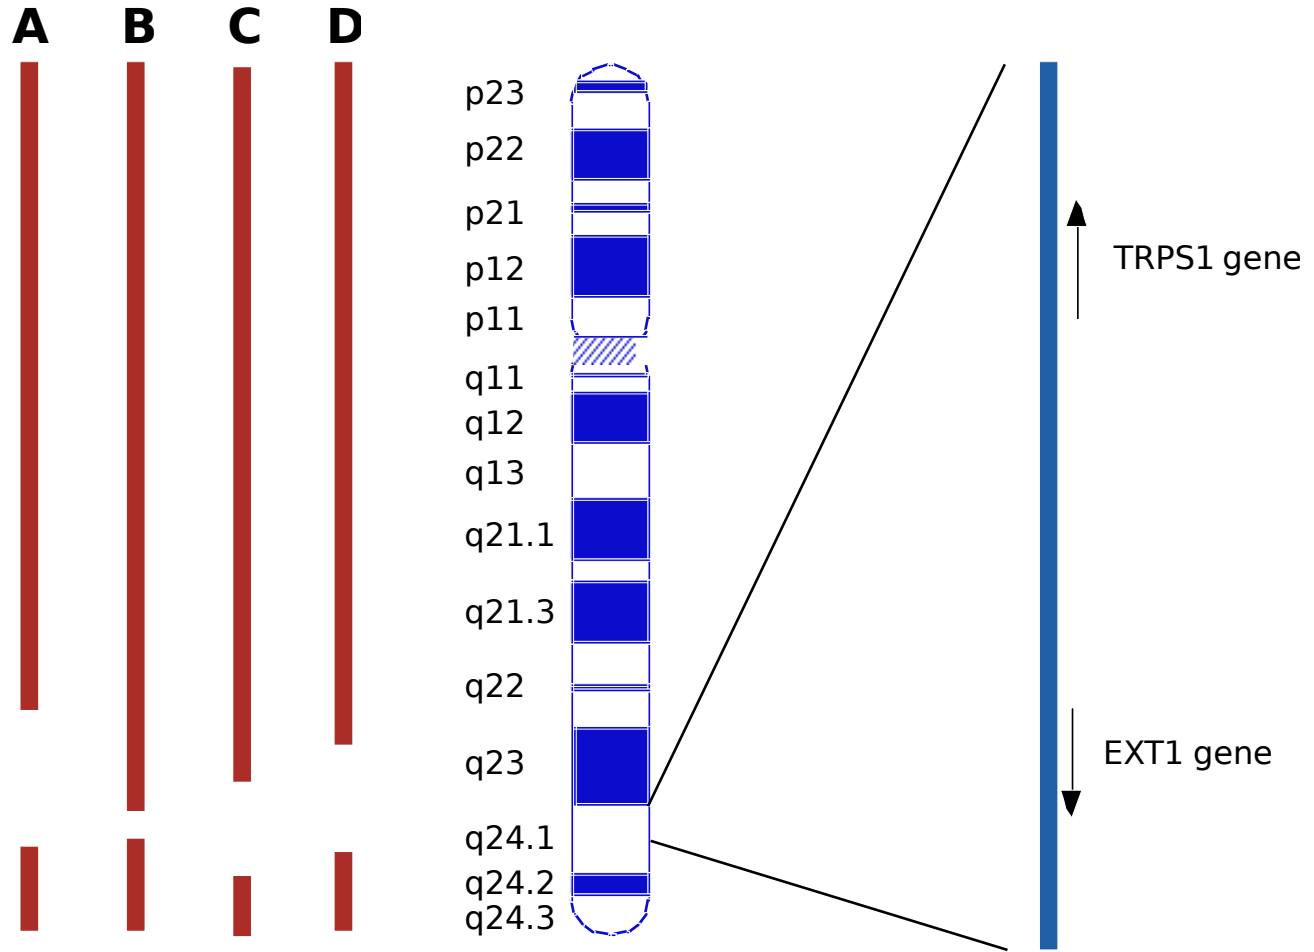 A B C D
p23
p22
p21
p12
p11
q11
q12
q13
q21.1
q21.3
q22
q23
q24.1
q24.2
q24.3
TRPS1 gene
EXT1 gene